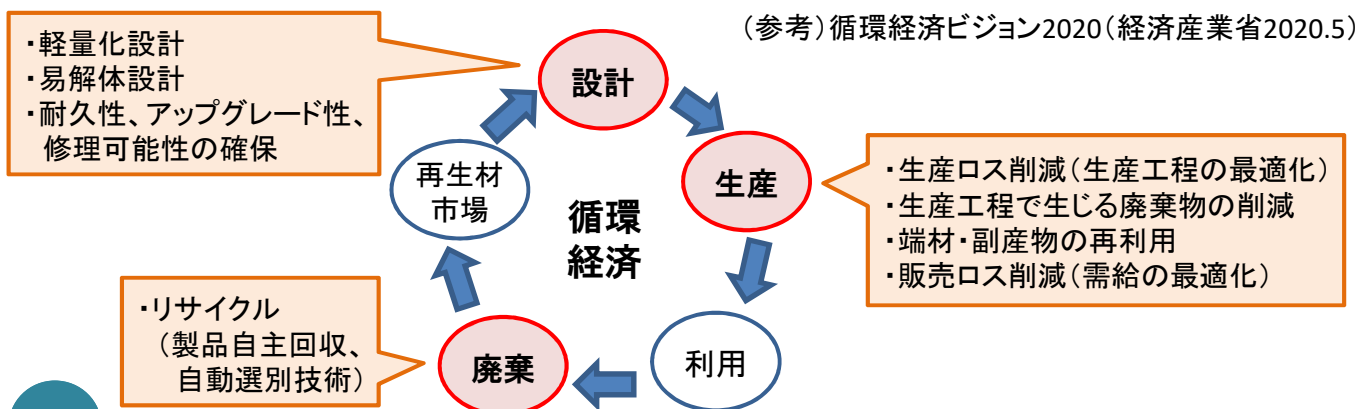 (参考)循環経済ビジョン2020(経済産業省2020.5)
・軽量化設計
・易解体設計
・耐久性、アップグレード性、
修理可能性の確保
設計
生産
・生産ロス削減(生産工程の最適化)
・生産工程で生じる廃棄物の削減
・端材・副産物の再利用
・販売ロス削減(需給の最適化)
再生材
市場
循環
経済
・リサイクル
(製品自主回収、
自動選別技術)
廃棄
利用